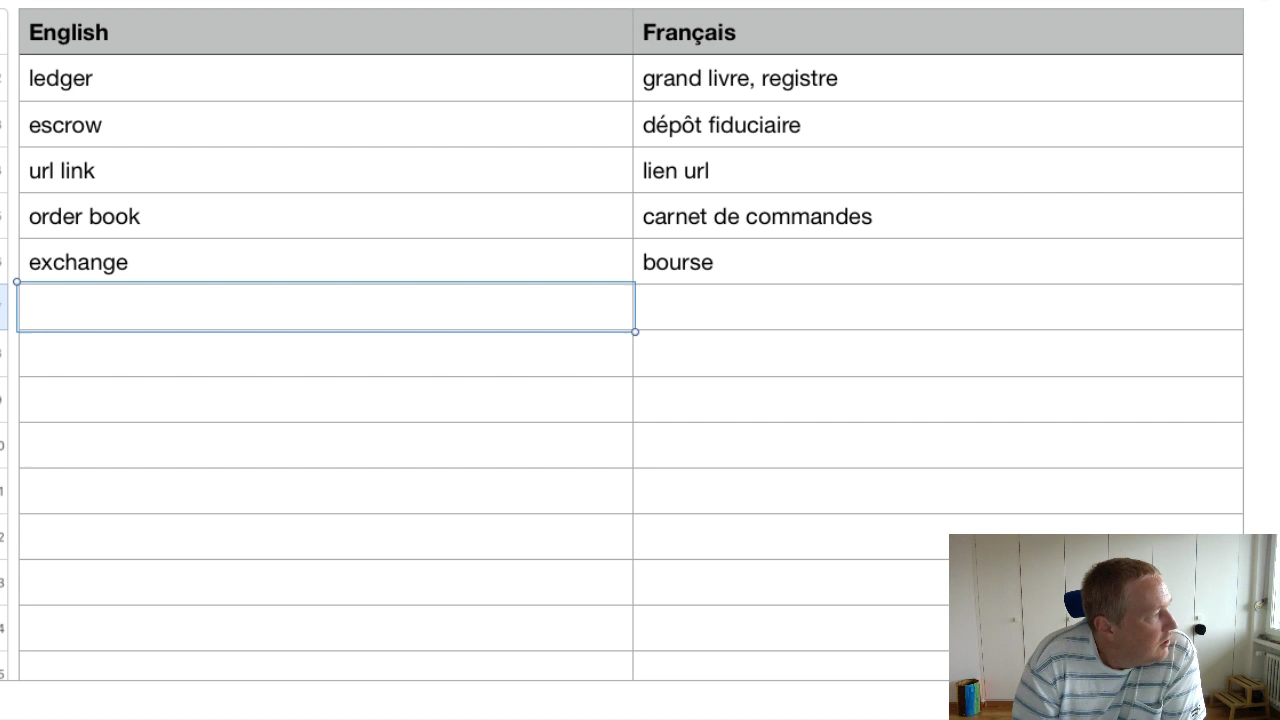 English Français
ledger grand livre, registre
escrow dépôt fiduciaire
url link lien url
order book carnet de commandes
exchange bourse